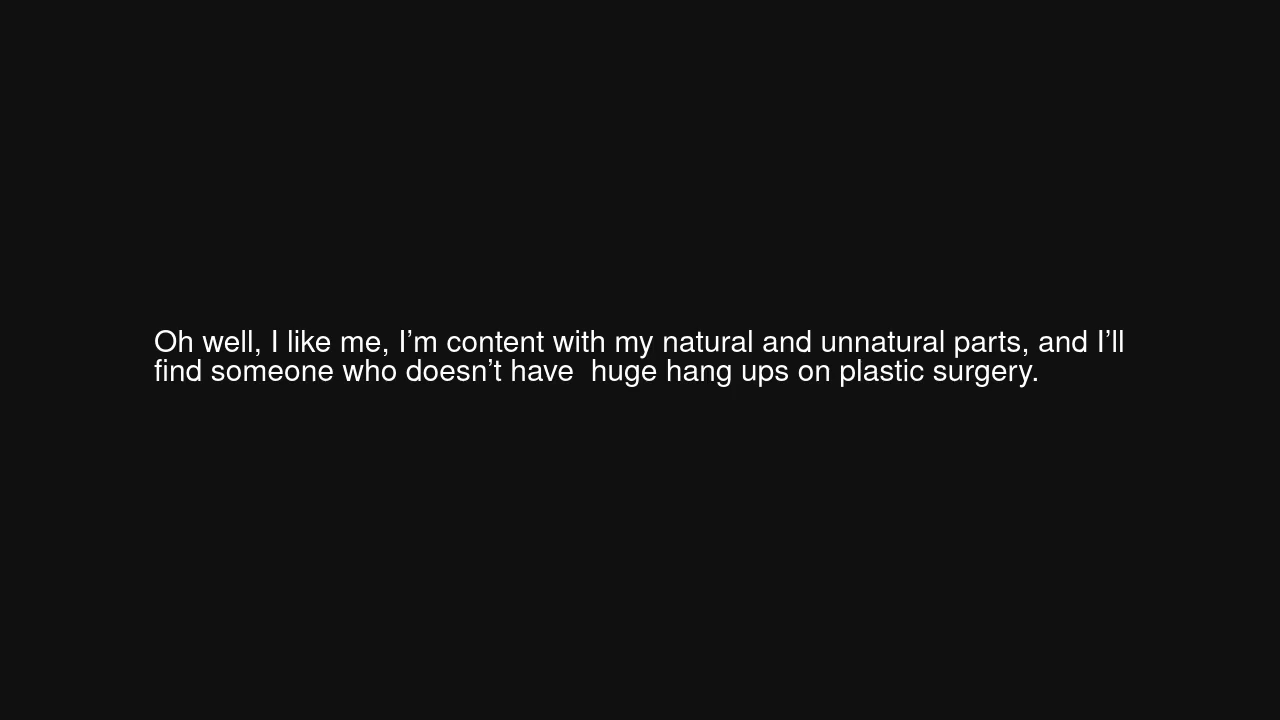 Oh well, I like me, I’m content with my natural and unnatural parts, and I’ll
find someone who doesn’t have  huge hang ups on plastic surgery.